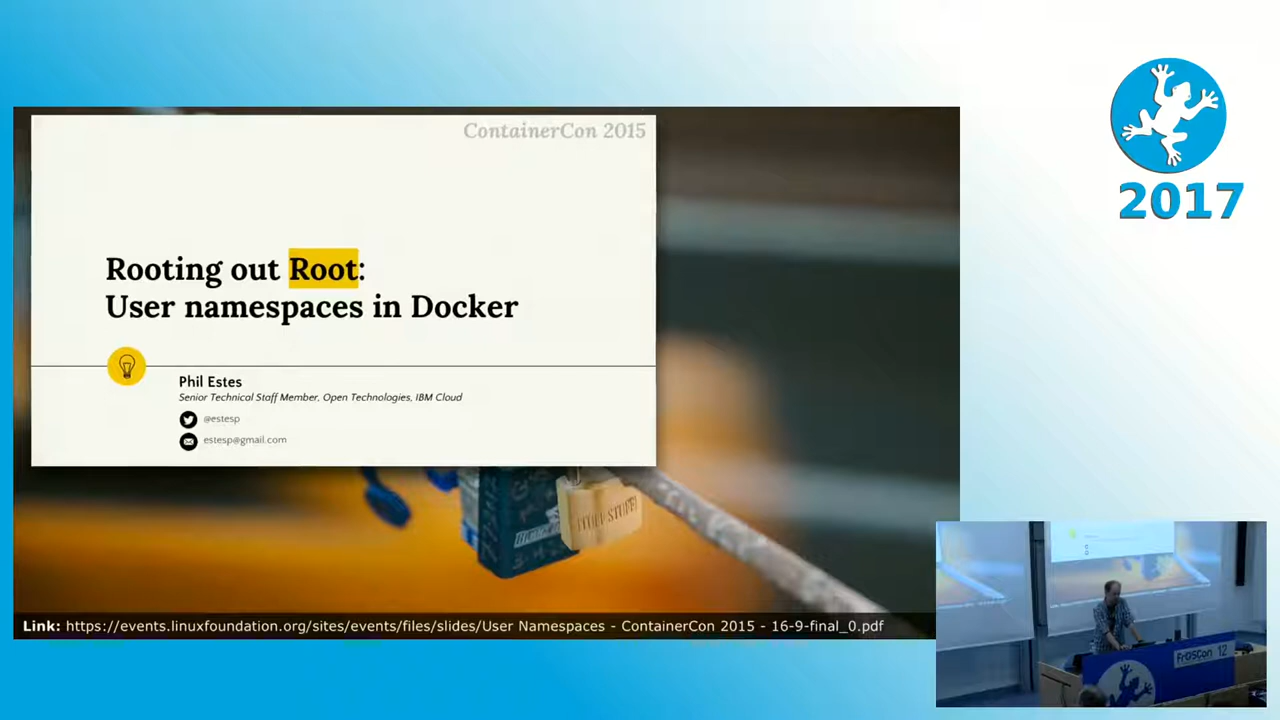 ContainerCon 2015
Rooting out Root:
User namespaces in Docker
Phil Estes
Senior Technical Staff Member, Open Technologies, IBM Cloud
@estesp
estesp@gmail.com
Link: https://events.linuxfoundation.org/sites/events/files/slides/User Namespaces - ContainerCon 2015 - 16-9-final_0.pdf
2017
FrOSCon 12